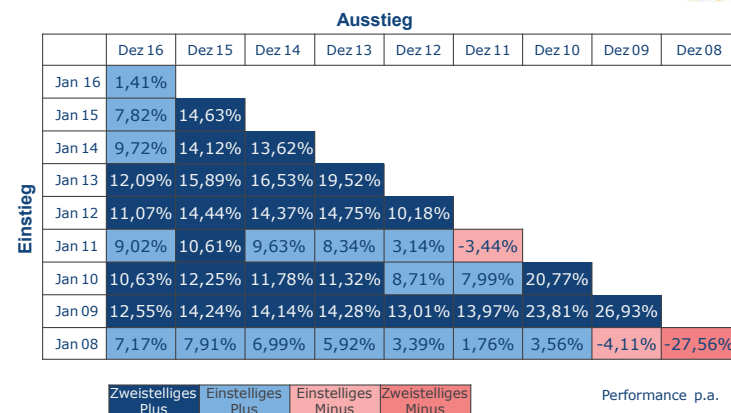 Ausstieg
Dez 16 Dez 15 Dez 14 Dez 13 Dez 12 Dez 11 Dez 10 Dez 09 Dez 08
Einstieg
Jan 16 1,41%
Jan 15 7,82% 14,63%
Jan 14 9,72% 14,12% 13,62%
Jan 13 12,09% 15,89% 16,53% 19,52%
Jan 12 11,07% 14,44% 14,37% 14,75% 10,18%
Jan 11 9,02% 10,61% 9,63% 8,34% 3,14% -3,44%
Jan 10 10,63% 12,25% 11,78% 11,32% 8,71% 7,99% 20,77%
Jan 09 12,55% 14,24% 14,14% 14,28% 13,01% 13,97% 23,81% 26,93%
Jan 08 7,17% 7,91% 6,99% 5,92% 3,39% 1,76% 3,56% -4,11% -27,56%
Zweistelliges Einstelliges Einstelliges Zweistelliges
Plus Plus Minus Minus
Performance p.a.